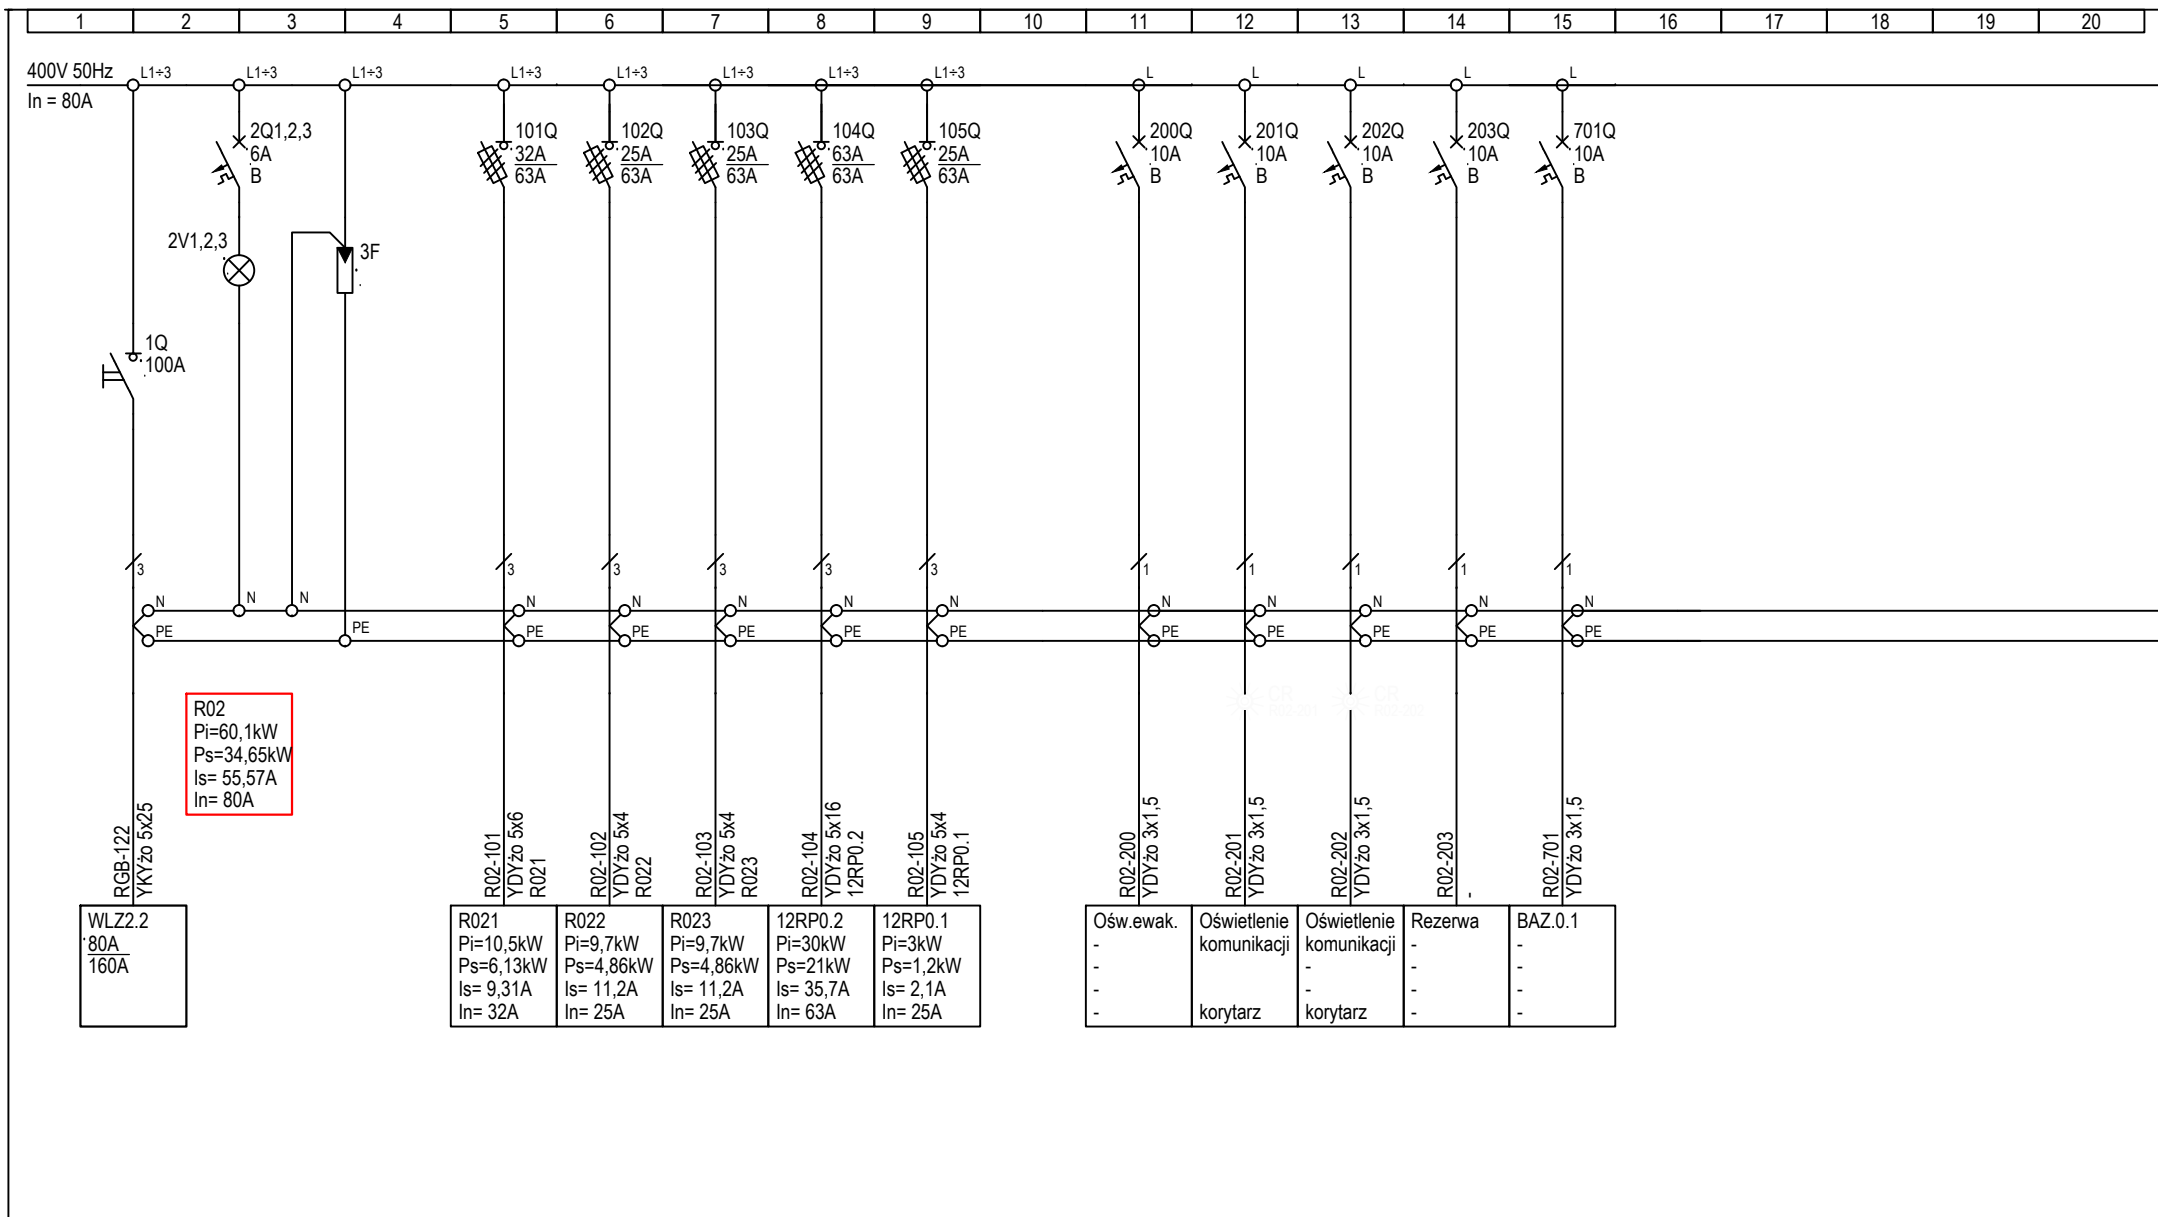 1 2 3 4 5 6 7 8 9 10 11 12 13 14 15 16 17 18 19 20
400V 50Hz
In = 80A
L1÷3 L1÷3 L1÷3 L1÷3 L1÷3 L1÷3 L1÷3 L1÷3 L L L L L
2Q1,2,3
6A
B
101Q
32A
63A
102Q
25A
63A
103Q
25A
63A
104Q
63A
63A
105Q
25A
63A
200Q
10A
B
201Q
10A
B
202Q
10A
B
203Q
10A
B
701Q
10A
B
2V1,2,3
3F
1Q
100A
3 3 3 3 3 3 1 1 1 1 1
N N N N N N N N N N N N N
PE PE PE PE PE PE PE PE PE PE PE PE
CR
R02-201
CR
R02-202
R02
Pi=60,1kW
Ps=34,65kW
Is= 55,57A
In= 80A
RGB-122
YKYżo 5x25
R02-101
YDYżo 5x6
R021
R02-102
YDYżo 5x4
R022
R02-103
YDYżo 5x4
R023
R02-104
YDYżo 5x16
12RP0.2
R02-105
YDYżo 5x4
12RP0.1
R02-200
YDYżo 3x1,5
R02-201
YDYżo 3x1,5
R02-202
YDYżo 3x1,5
R02-203
-
R02-701
YDYżo 3x1,5
WLZ2.2
80A
160A
R021
Pi=10,5kW
Ps=6,13kW
Is= 9,31A
In= 32A
R022
Pi=9,7kW
Ps=4,86kW
Is= 11,2A
In= 25A
R023
Pi=9,7kW
Ps=4,86kW
Is= 11,2A
In= 25A
12RP0.2
Pi=30kW
Ps=21kW
Is= 35,7A
In= 63A
12RP0.1
Pi=3kW
Ps=1,2kW
Is= 2,1A
In= 25A
Ośw.ewak.
-
-
-
-
Oświetlenie
komunikacji
korytarz
Oświetlenie
komunikacji
-
-
korytarz
Rezerwa
-
-
-
-
BAZ.0.1
-
-
-
-